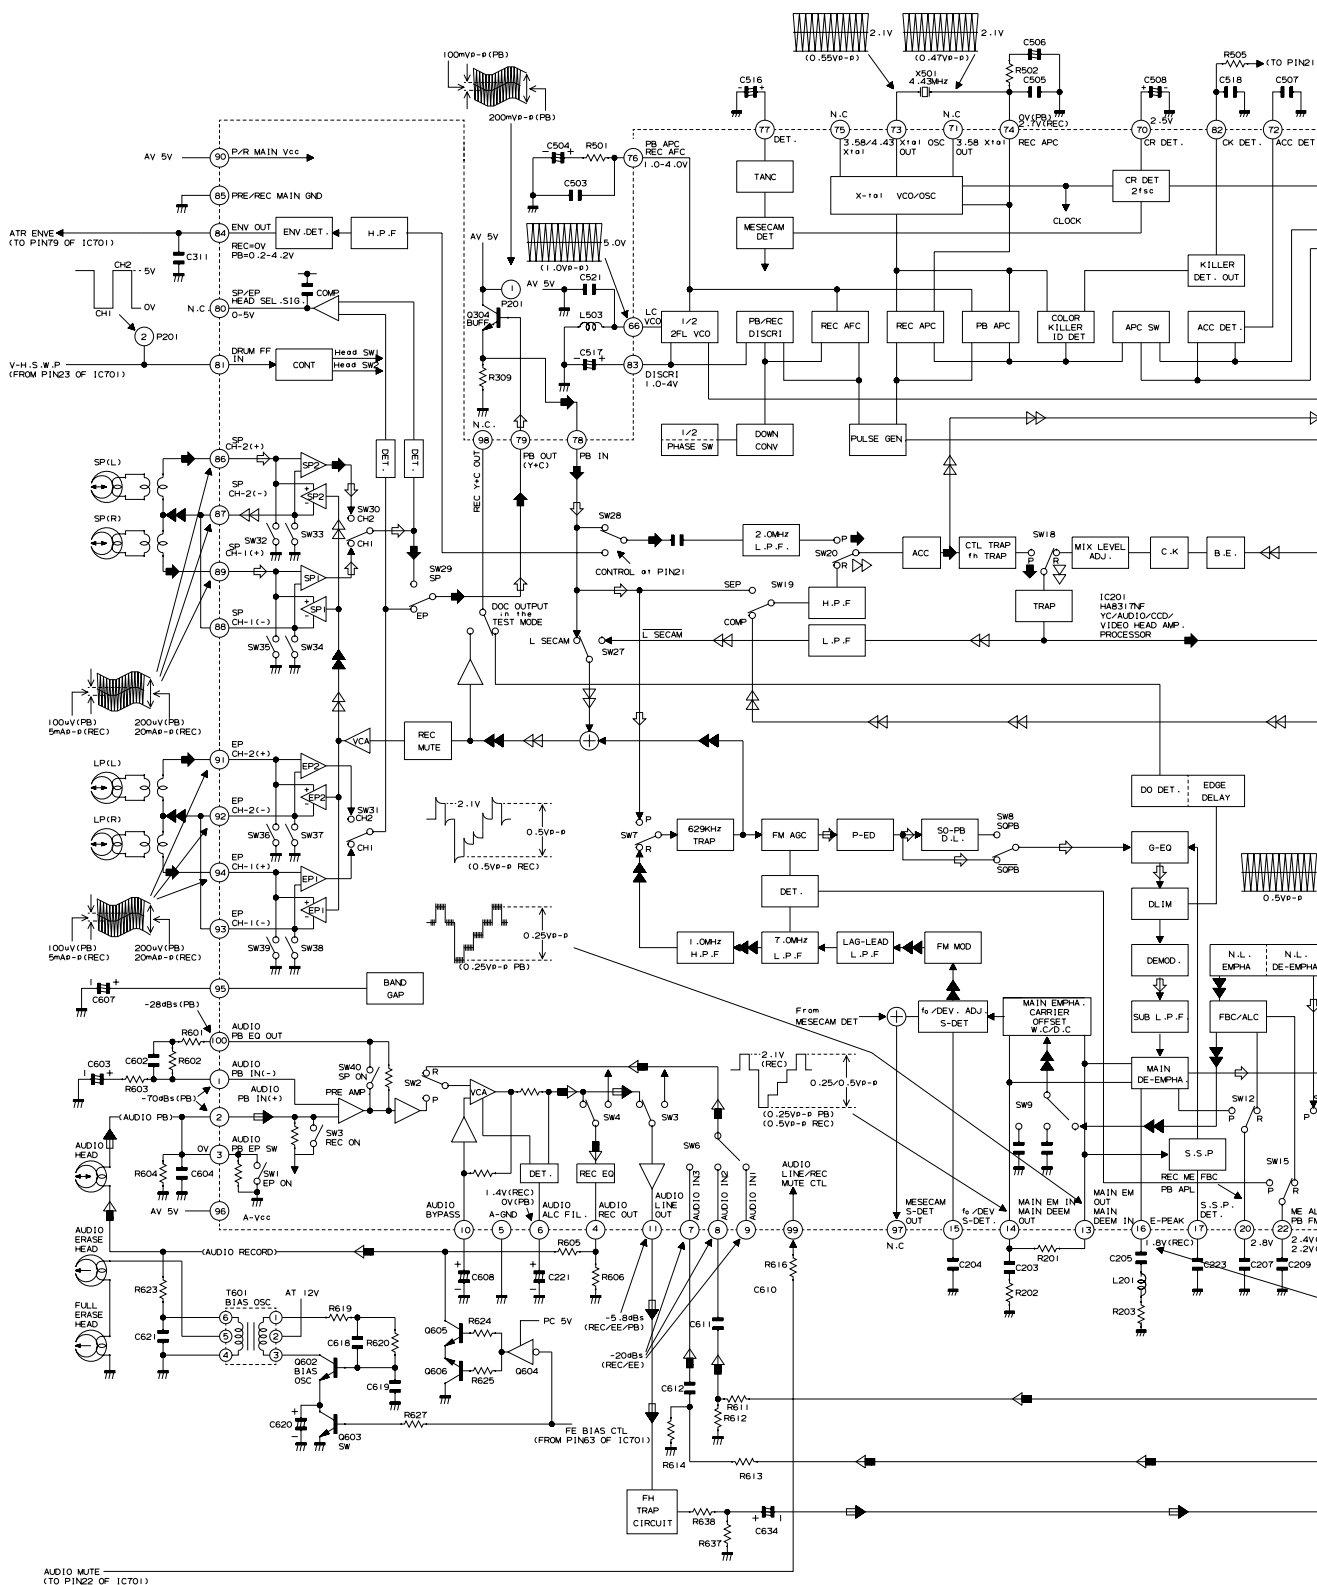 2.1V
2.1V
(0.55Vp-p)
(0.47Vp-p)
C506
R502
C505
X501
4.43MHz
100mVp-p(PB)
200mVp-p(PB)
C516
C508
R505
(TO PIN21
C518
C507
N.C
N.C
0V(PB)
2.7V(REC)
2.5V
77
75
73
71
74
70
82
72
DET.
3.58/4.43 Xtal OSC
Xtal
OUT
3.58 Xtal
OUT
REC APC
CR DET.
CK DET.
ACC DET.
AV 5V
90
P/R MAIN Vcc
85
PRE/REC MAIN GND
ATR ENVE
(TO PIN79 OF IC701)
84
ENV OUT
REC=0V
PB=0.2-4.2V
ENV.DET.
H.P.F
C311
CH2
5V
0V
CH1
2
P201
N.C.
80
SP/EP
HEAD SEL.SIG.
0-5V
COMP
V-H.S.W.P
(FROM PIN23 OF IC701)
81
DRUM FF
IN
CONT
Head SW1
Head SW2
C504
R501
C503
76
PB APC
REC AFC
1.0-4.0V
5.0V
(1.0Vp-p)
AV 5V
1
P201
AV 5V
C521
L503
66
LC
VCO
Q304
BUFF
R309
C517
83
DISCRI
1.0-4V
TANC
MESECAM
DET
X-tal VCO/OSC
CLOCK
CR DET
2fsc
KILLER
DET. OUT
1/2
2FL VCO
PB/REC
DISCRI
REC AFC
REC APC
PB APC
COLOR
KILLER
ID DET
APC SW
ACC DET.
1/2
PHASE SW
DOWN
CONV
PULSE GEN
N.C.
98
79
78
REC Y+C OUT
PB OUT
(Y+C)
PB IN
DET.
DET.
SP(L)
SP(R)
86
SP
CH-2(+)
SP
CH-2(-)
87
SP
CH-1(+)
89
88
SP
CH-1(-)
SP2
SP2
SP1
SP1
SW32
SW33
SW35
SW34
SW30
CH2
CH1
SW29
SP
EP
DOC OUTPUT
in the
TEST MODE
SW28
CONTROL at PIN21
2.0MHz
L.P.F.
P
SW20
R
ACC
CTL TRAP
fh TRAP
SW18
P
R
MIX LEVEL
ADJ.
C.K
B.E.
TRAP
SEP
SW19
COMP
H.P.F
L.P.F
L SECAM
L SECAM
SW27
IC201
HA8317NF
YC/AUDIO/CCD/
VIDEO HEAD AMP.
PROCESSOR
100uV(PB)
5mAp-p(REC)
200uV(PB)
20mAp-p(REC)
VCA
REC
MUTE
LP(L)
LP(R)
91
EP
CH-2(+)
EP
CH-2(-)
92
EP
CH-1(+)
94
93
EP
CH-1(-)
EP2
EP2
EP1
EP1
SW36
SW37
SW39
SW38
SW31
CH2
CH1
100uV(PB)
5mAp-p(REC)
200uV(PB)
20mAp-p(REC)
2.1V
0.5Vp-p
(0.5Vp-p REC)
0.25Vp-p
(0.25Vp-p PB)
DO DET.
EDGE
DELAY
SW7
P
R
629KHz
TRAP
FM AGC
P-ED
SO-PB
D.L.
SW8
SQPB
SQPB
G-EQ
DET.
DLIM
0.5Vp-p
1.0MHz
H.P.F
7.0MHz
L.P.F
LAG-LEAD
L.P.F
FM MOD
DEMOD.
N.L.
EMPHA
N.L.
DE-EMPHA
C607
95
BAND
GAP
From
MESECAM DET
fo/DEV. ADJ.
S-DET
MAIN EMPHA.
CARRIER
OFFSET
W.C/D.C
SUB L.P.F.
FBC/ALC
MAIN
DE-EMPHA.
-28dBs(PB)
R601
100
AUDIO
PB EQ OUT
C603
C602
R602
R603
1
AUDIO
PB IN(-)
-70dBs(PB)
AUDIO
PB IN(+)
(AUDIO PB)
2
SW40
SP ON
PRE AMP
SW3
REC ON
AUDIO
HEAD
0V
3
AUDIO
PB EP SW
R604
C604
SW1
EP ON
AV 5V
96
A-Vcc
SW2
R
P
VCA
DET.
SW4
REC EQ
SW3
SW6
2.1V
(REC)
0.25/0.5Vp-p
(0.25Vp-p PB)
(0.5Vp-p REC)
SW9
S.S.P
SW12
P
R
P
SW15
P
R
REC ME FBC
PB APL
1.4V(REC)
0V(PB)
AUDIO
BYPASS
A-GND
AUDIO
ALC FIL.
AUDIO
REC OUT
AUDIO
LINE
OUT
AUDIO IN3
AUDIO IN2
AUDIO IN1
AUDIO
LINE/REC
MUTE CTL
MESECAM
S-DET
OUT
fo/DEV.
S-DET.
MAIN EM IN
MAIN DEEM
OUT
MAIN EM
OUT
MAIN
DEEM IN
E-PEAK
S.S.P.
DET.
10
5
6
4
11
7
8
9
99
97
15
14
13
16
17
20
22
N.C
1.8V(REC)
2.8V
ME AL
PB FM
2.4V(
2.2V(
AUDIO
ERASE
HEAD
(AUDIO RECORD)
R605
C608
C221
R606
R616
C610
C204
R201
C203
R202
C205
L201
R203
C223
C207
C209
R623
T601
BIAS OSC
AT 12V
R619
FULL
ERASE
HEAD
C621
6
5
4
1
2
3
C618
R620
Q602
BIAS
OSC
C619
C620
Q603
SW
R627
Q605
R624
Q606
R625
PC 5V
Q604
-5.8dBs
(REC/EE/PB)
-20dBs
(REC/EE)
C611
C612
R611
R612
R614
R613
FE BIAS CTL
(FROM PIN63 OF IC701)
FH
TRAP
CIRCUIT
R638
R637
C634
AUDIO MUTE
(TO PIN22 OF IC701)